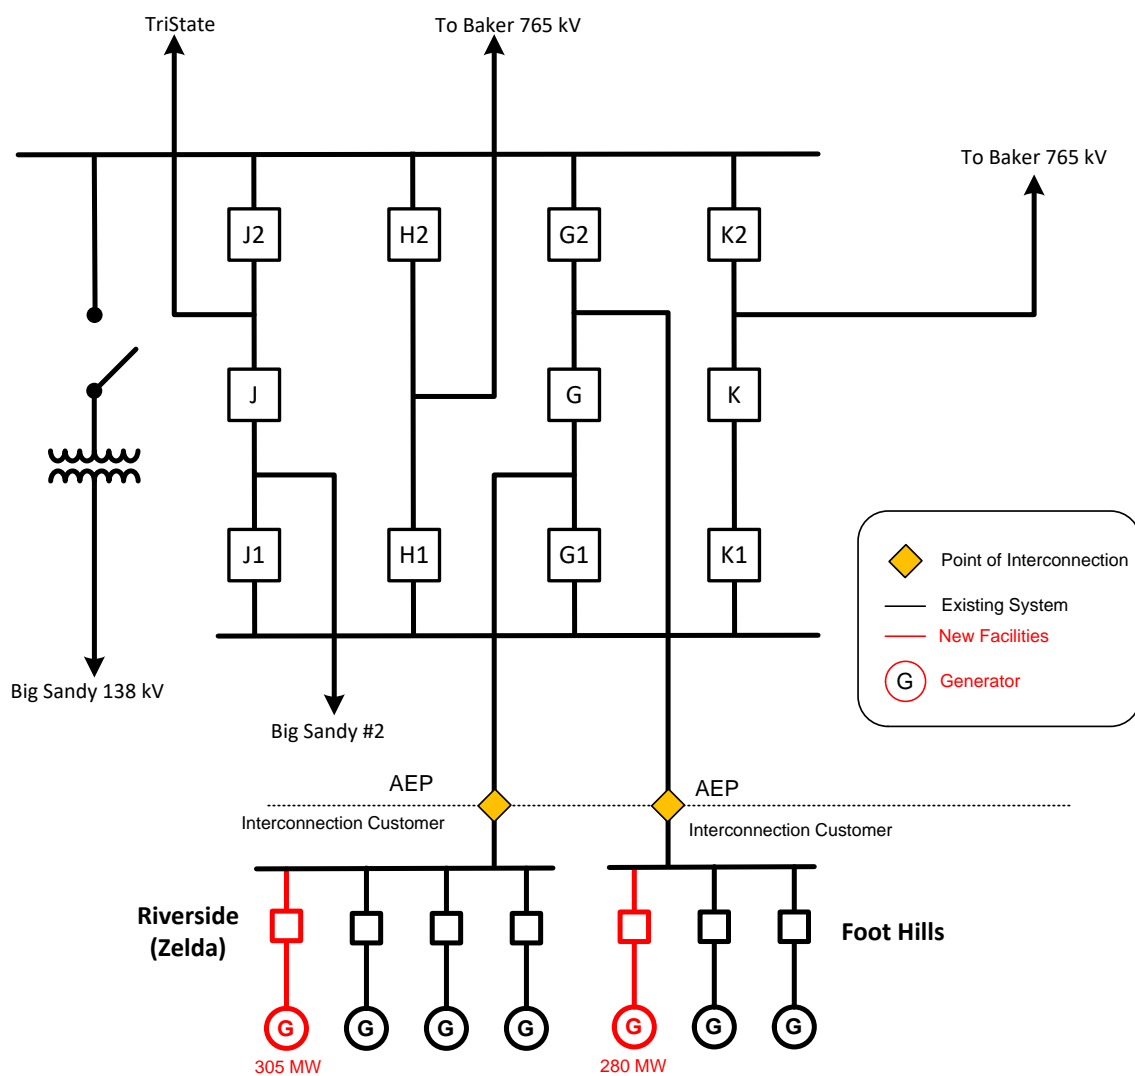 TriState
To Baker 765 kV
To Baker 765 kV
J2
H2
G2
K2
J
G
K
J1
H1
G1
K1
Point of Interconnection
Existing System
New Facilities
G
Generator
Big Sandy 138 kV
Big Sandy #2
AEP
AEP
Interconnection Customer
Interconnection Customer
Riverside
(Zelda)
Foot Hills
G
G
G
G
G
G
G
305 MW
280 MW